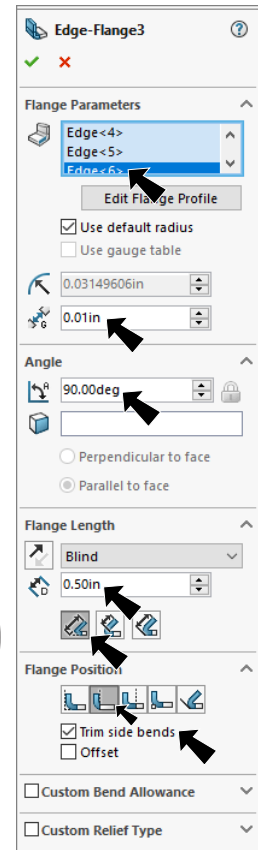 Edge-Flange3
Flange Parameters
Edge<4>
Edge<5>
Edge<6>
Edit Flange Profile
Use default radius
Use gauge table
0.03149606in
0.01in
Angle
90.00deg
Perpendicular to face
Parallel to face
Flange Length
Blind
0.50in
Flange Position
Trim side bends
Offset
Custom Bend Allowance
Custom Relief Type